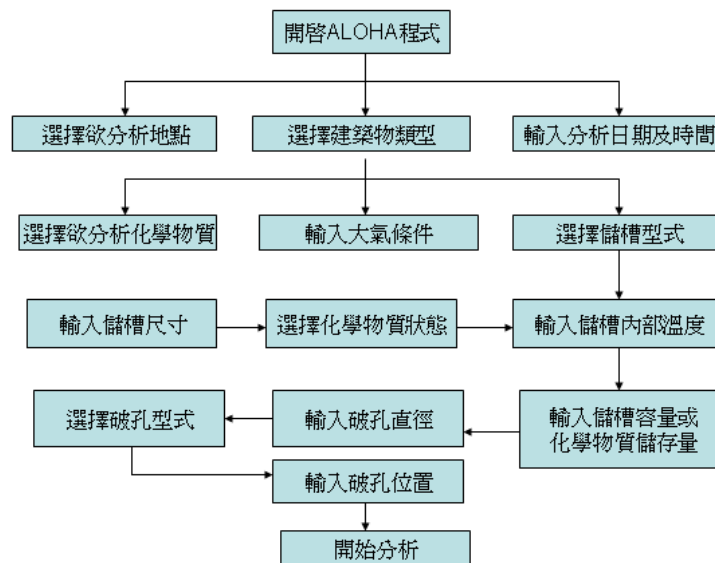 開啓ALOHA程式
選擇欲分析地點
選擇建築物類型
輸入分析日期及時間
選擇欲分析化學物質
輸入大氣條件
選擇儲槽型式
輸入儲槽尺寸
選擇化學物質狀態
輸入儲槽內部溫度
選擇破孔型式
輸入破孔直徑
輸入儲槽容量或
化學物質儲存量
輸入破孔位置
開始分析